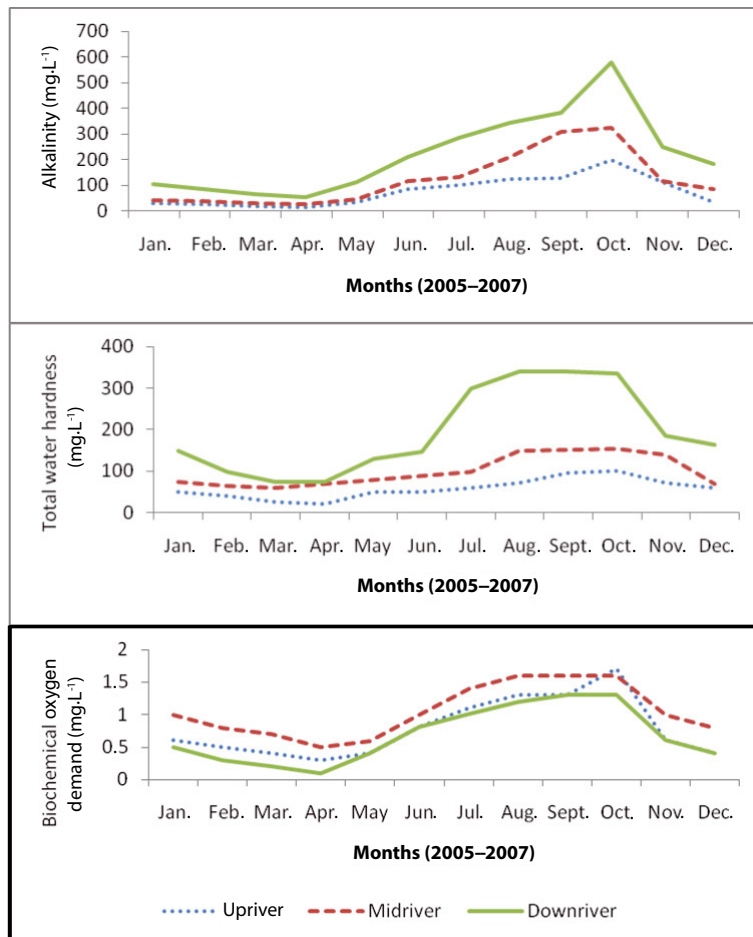 Alkalinity (mg·L-1)
700
600
500
400
300
200
100
0
Jan. Feb. Mar. Apr. May Jun. Jul. Aug. Sept. Oct. Nov. Dec.
Months (2005–2007)
Total water hardness
(mg·L-1)
400
300
200
100
0
Jan. Feb. Mar. Apr. May Jun. Jul. Aug. Sept. Oct. Nov. Dec.
Months (2005–2007)
Biochemical oxygen
demand (mg·L-1)
2
1.5
1
0.5
0
Jan. Feb. Mar. Apr. May Jun. Jul. Aug. Sept. Oct. Nov. Dec.
Months (2005–2007)
Upriver Midriver Downriver